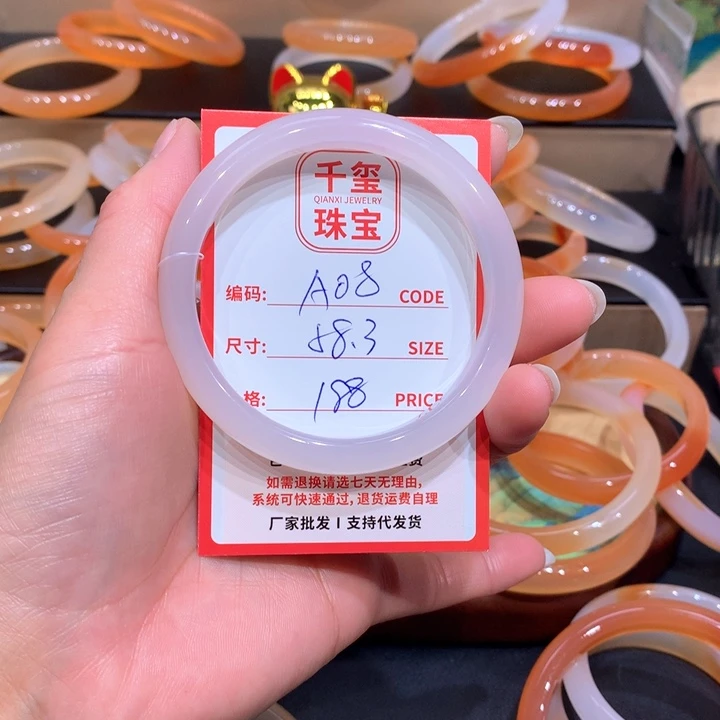 千玺
QIANXI JEWELRY
珠宝
编码: A08 CODE
尺寸: 58.3 SIZE
格: 188 PRICE
如需退换请选七天无理由,
系统可快速通过, 退货运费自理
厂家批发 I 支持代发货